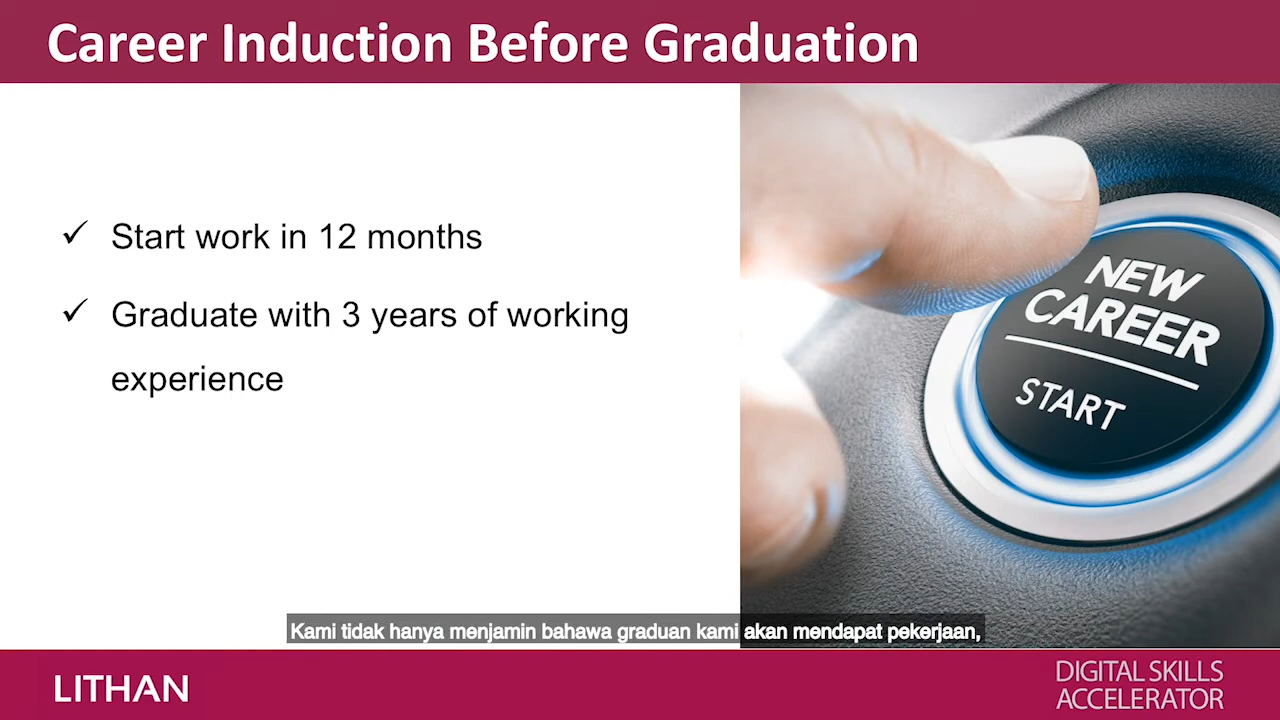 Career Induction Before Graduation
✓ Start work in 12 months
✓ Graduate with 3 years of working
experience
NEW
CAREER
START
Kami tidak hanya menjamin bahawa graduan kami akan mendapat pekerjaan,
LITHAN
DIGITAL SKILLS
ACCELERATOR